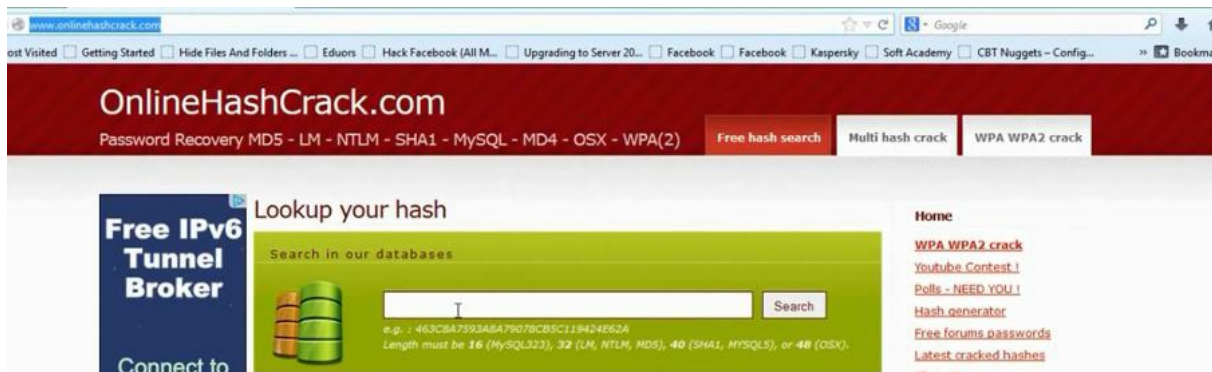 www.onlinehashcrack.com
Google
ost Visited Getting Started Hide Files And Folders ... Eduors Hack Facebook (All M... Upgrading to Server 20... Facebook Facebook Kaspersky Soft Academy CBT Nuggets – Config... » Bookma
OnlineHashCrack.com
Password Recovery MD5 - LM - NTLM - SHA1 - MySQL - MD4 - OSX - WPA(2)
Free hash search
Multi hash crack
WPA WPA2 crack
Free IPv6
Tunnel
Broker
Connect to
Lookup your hash
Search in our databases
Search
e.g. : 463C8A7593A8A79078CB5C119424E62A
Length must be 16 (MySQL323), 32 (LM, NTLM, MD5), 40 (SHA1, MYSQL5), or 48 (OSX).
Home
WPA WPA2 crack
Youtube Contest !
Polls - NEED YOU !
Hash generator
Free forums passwords
Latest cracked hashes